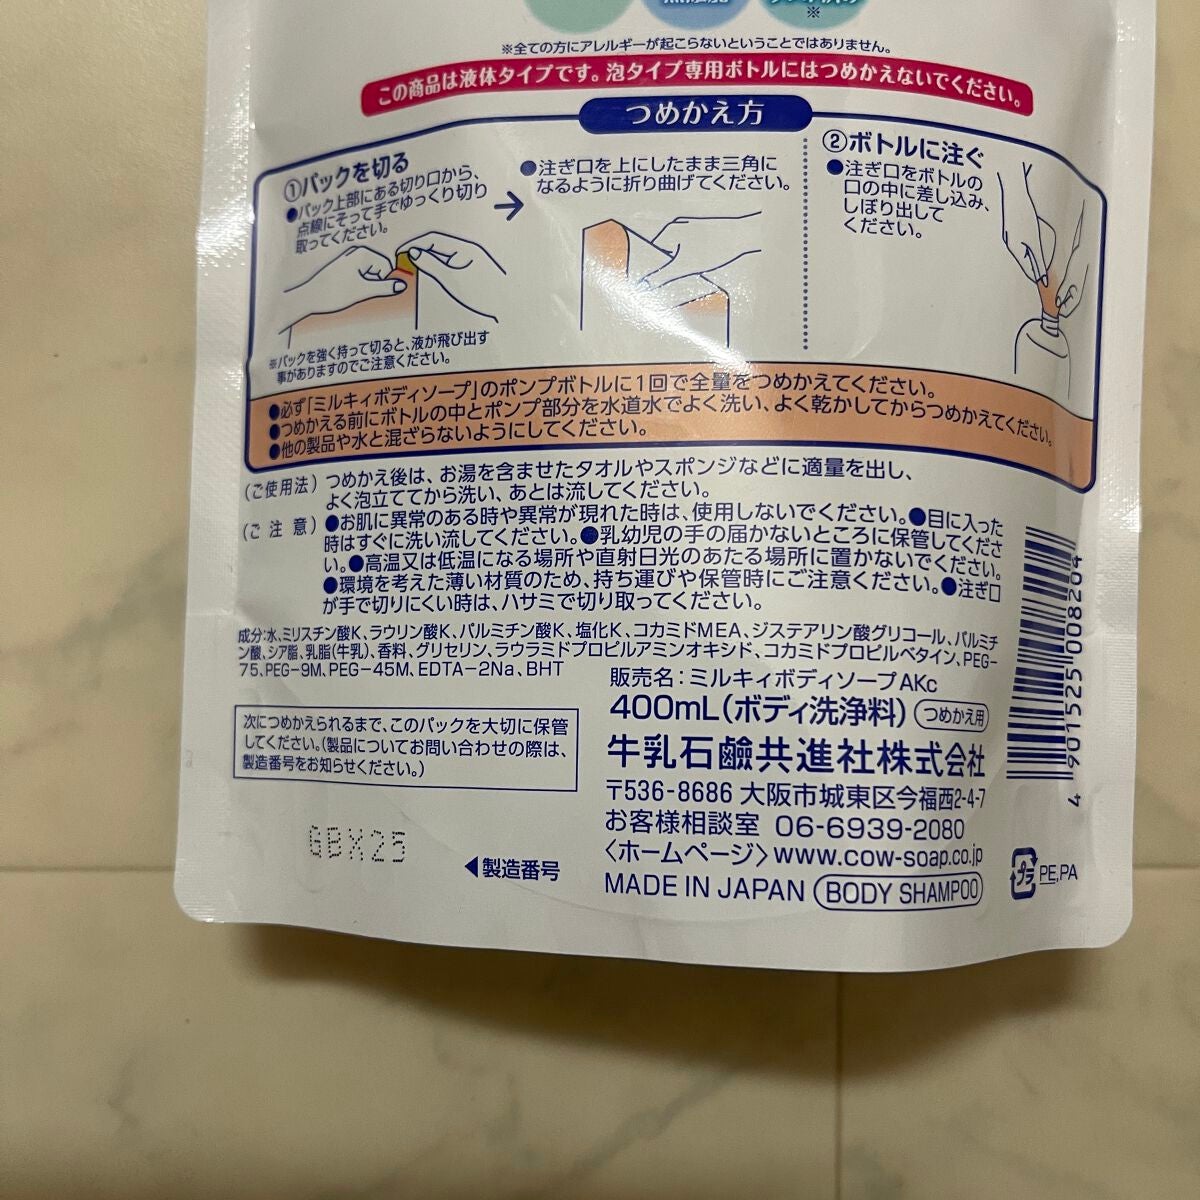 ※
※全ての方にアレルギーが起こらないということではありません。
この商品は液体タイプです。泡タイプ専用ボトルにはつめかえないでください。
つめかえ方
①パックを切る
●パック上部にある切り口から、
点線にそって手でゆっくり切り
取ってください。
※パックを強く持って切ると、液が飛び出す
事がありますのでご注意ください。
●注ぎ口を上にしたまま三角に
なるように折り曲げてください。
②ボトルに注ぐ
●注ぎ口をボトルの
口の中に差し込み、
しぼり出して
ください。
●必ず「ミルキィボディソープ」のポンプボトルに1回で全量をつめかえてください。
●つめかえる前にボトルの中とポンプ部分を水道水でよく洗い、よく乾かしてからつめかえてください。
●他の製品や水と混ざらないようにしてください。
(ご使用法) つめかえ後は、お湯を含ませたタオルやスポンジなどに適量を出し、
よく泡立ててから洗い、あとは流してください。
(ご注意) ●お肌に異常のある時や異常が現れた時は、使用しないでください。●目に入った
時はすぐに洗い流してください。●乳幼児の手の届かないところに保管してくださ
い。●高温又は低温になる場所や直射日光のあたる場所に置かないでください。
●環境を考えた薄い材質のため、持ち運びや保管時にご注意ください。●注ぎ口
が手で切りにくい時は、ハサミで切り取ってください。
成分:水、ミリスチン酸K、ラウリン酸K、パルミチン酸K、塩化K、コカミドMEA、ジステアリン酸グリコール、パルミチ
ン酸、シア脂、乳脂(牛乳)、香料、グリセリン、ラウラミドプロピルアミンオキシド、コカミドプロピルベタイン、PEG-
75、PEG-9M、PEG-45M、EDTA-2Na、BHT
次につめかえられるまで、このパックを大切に保管
してください。(製品についてお問い合わせの際は、
製造番号をお知らせください。)
GBX25
◀製造番号
販売名：ミルキィボディソープAKc
400mL(ボディ洗浄料) つめかえ用
牛乳石鹼共進社株式会社
〒536-8686 大阪市城東区今福西2-4-7
お客様相談室 06-6939-2080
〈ホームページ〉www.cow-soap.co.jp
MADE IN JAPAN BODY SHAMPOO
4901525008204
プラ PE,PA